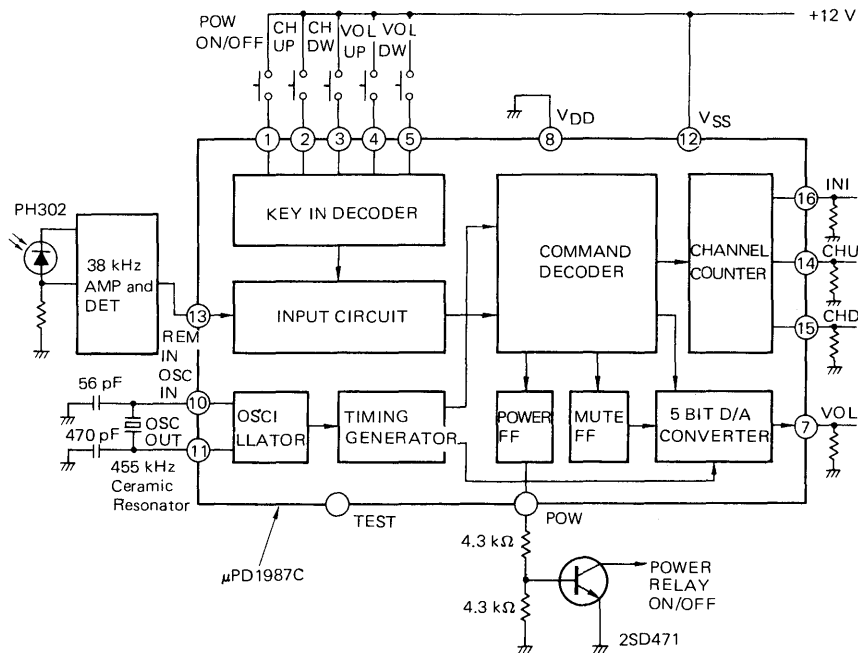 POW
ON/OFF
CH
UP
CH
DW
VOL
UP
VOL
DW
+12 V
VDD
VSS
1
2
3
4
5
8
12
PH302
38 kHz
AMP and
DET
KEY IN DECODER
COMMAND
DECODER
CHANNEL
COUNTER
16
INI
14
CHU
15
CHD
13
REM
IN
INPUT CIRCUIT
OSC
IN
56 pF
10
OSC
OUT
470 pF
11
455 kHz
Ceramic
Resonator
OSCI
LLATOR
TIMING
GENERATOR
POWER
FF
MUTE
FF
5 BIT D/A
CONVERTER
7
VOL
TEST
POW
μPD1987C
4.3 kΩ
4.3 kΩ
POWER
RELAY
ON/OFF
2SD471